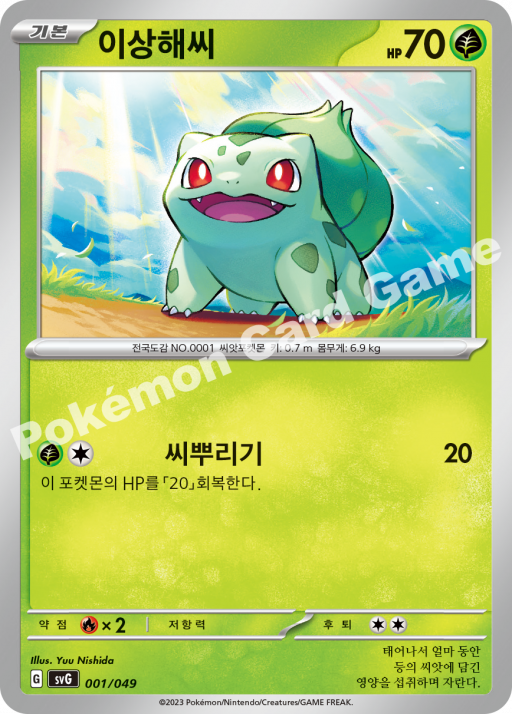 기본 이상해씨 HP 70
전국도감 NO.0001 씨앗포켓몬 키: 0.7 m 몸무게: 6.9 kg
Pokémon Card Game
씨뿌리기 20
이 포켓몬의 HP를 「20」회복한다.
약점 ×2 저항력 후퇴
Illus. Yuu Nishida
G svG 001/049
태어나서 얼마 동안
등의 씨앗에 담긴
영양을 섭취하며 자란다.
©2023 Pokémon/Nintendo/Creatures/GAME FREAK.